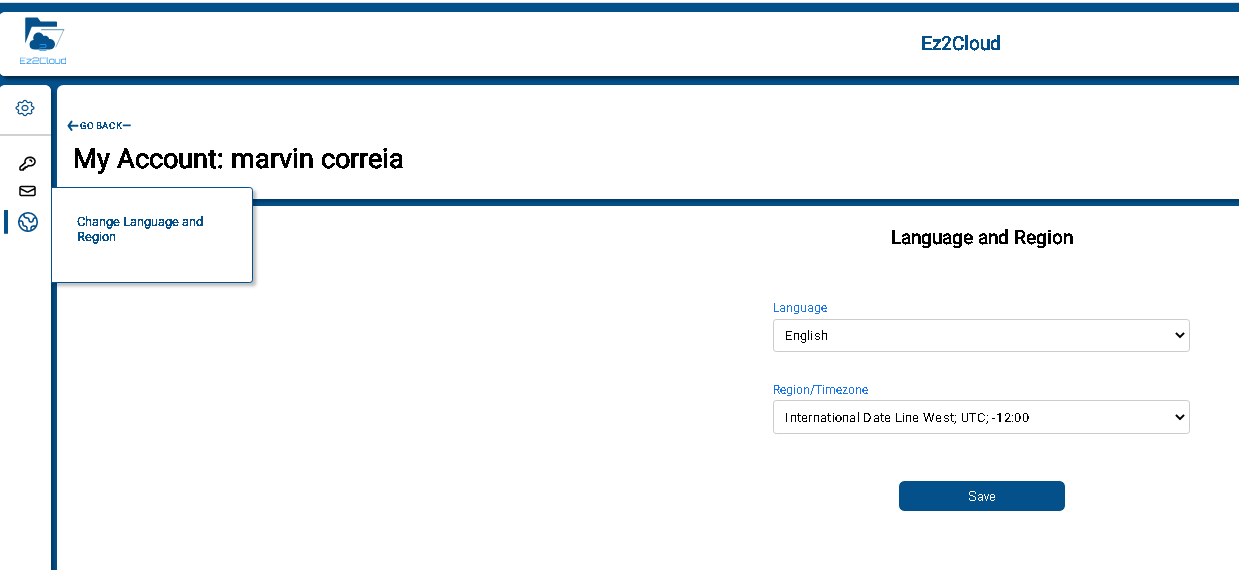 Ez2Cloud
Ez2Cloud
GO BACK
My Account: marvin correia
Change Language and
Region
Language and Region
Language
English
Region/Timezone
International Date Line West; UTC; -12:00
Save